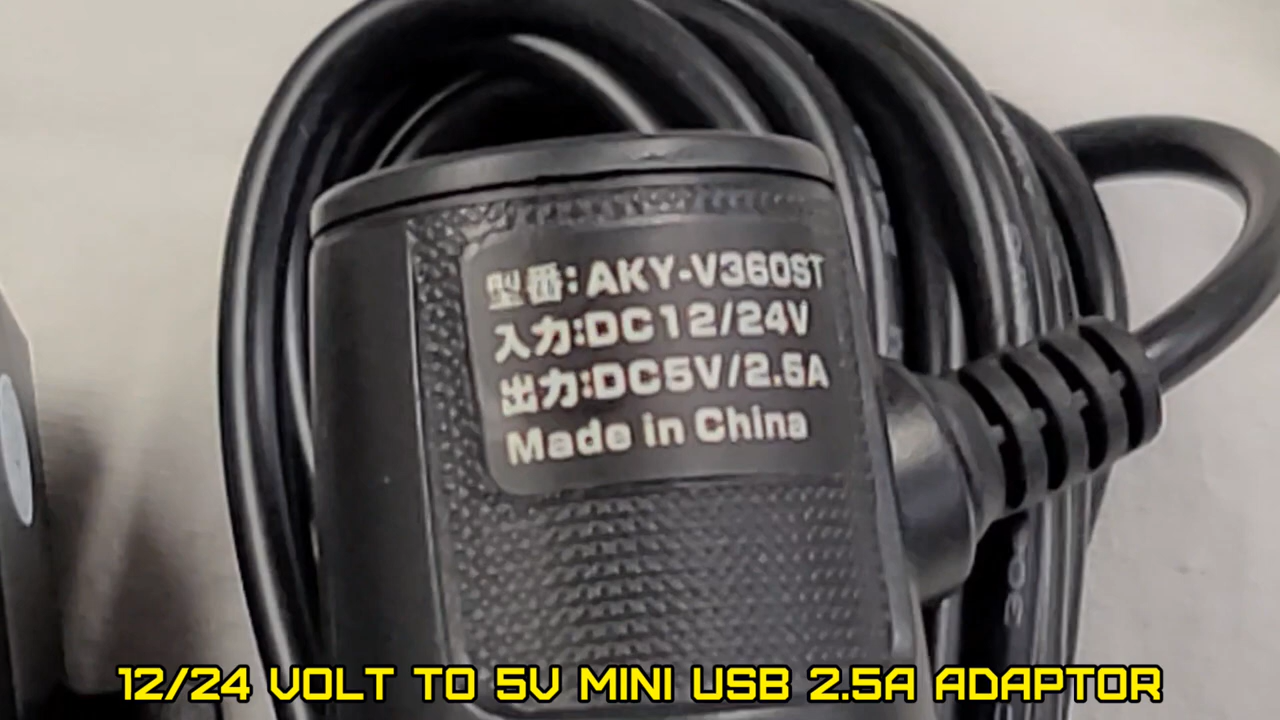 型番: AKY-V360ST
入力:DC12/24V
出力:DC5V/2.5A
Made in China
12/24 VOLT TO 5V MINI USB 2.5A ADAPTOR